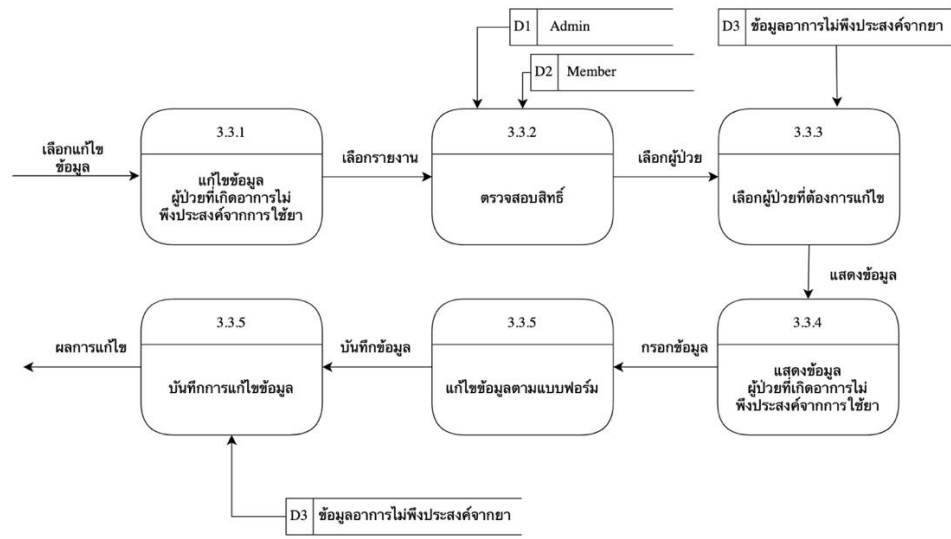 D1 Admin
D3 ข้อมูลอาการไม่พึงประสงค์จากยา
D2 Member
3.3.1
3.3.2
3.3.3
เลือกแก้ไข
ข้อมูล
แก้ไขข้อมูล
ผู้ป่วยที่เกิดอาการไม่
พึงประสงค์จากการใช้ยา
เลือกรายงาน
ตรวจสอบสิทธิ์
เลือกผู้ป่วย
เลือกผู้ป่วยที่ต้องการแก้ไข
แสดงข้อมูล
3.3.5
3.3.5
3.3.4
ผลการแก้ไข
บันทึกการแก้ไขข้อมูล
บันทึกข้อมูล
แก้ไขข้อมูลตามแบบฟอร์ม
กรอกข้อมูล
แสดงข้อมูล
ผู้ป่วยที่เกิดอาการไม่
พึงประสงค์จากการใช้ยา
D3 ข้อมูลอาการไม่พึงประสงค์จากยา